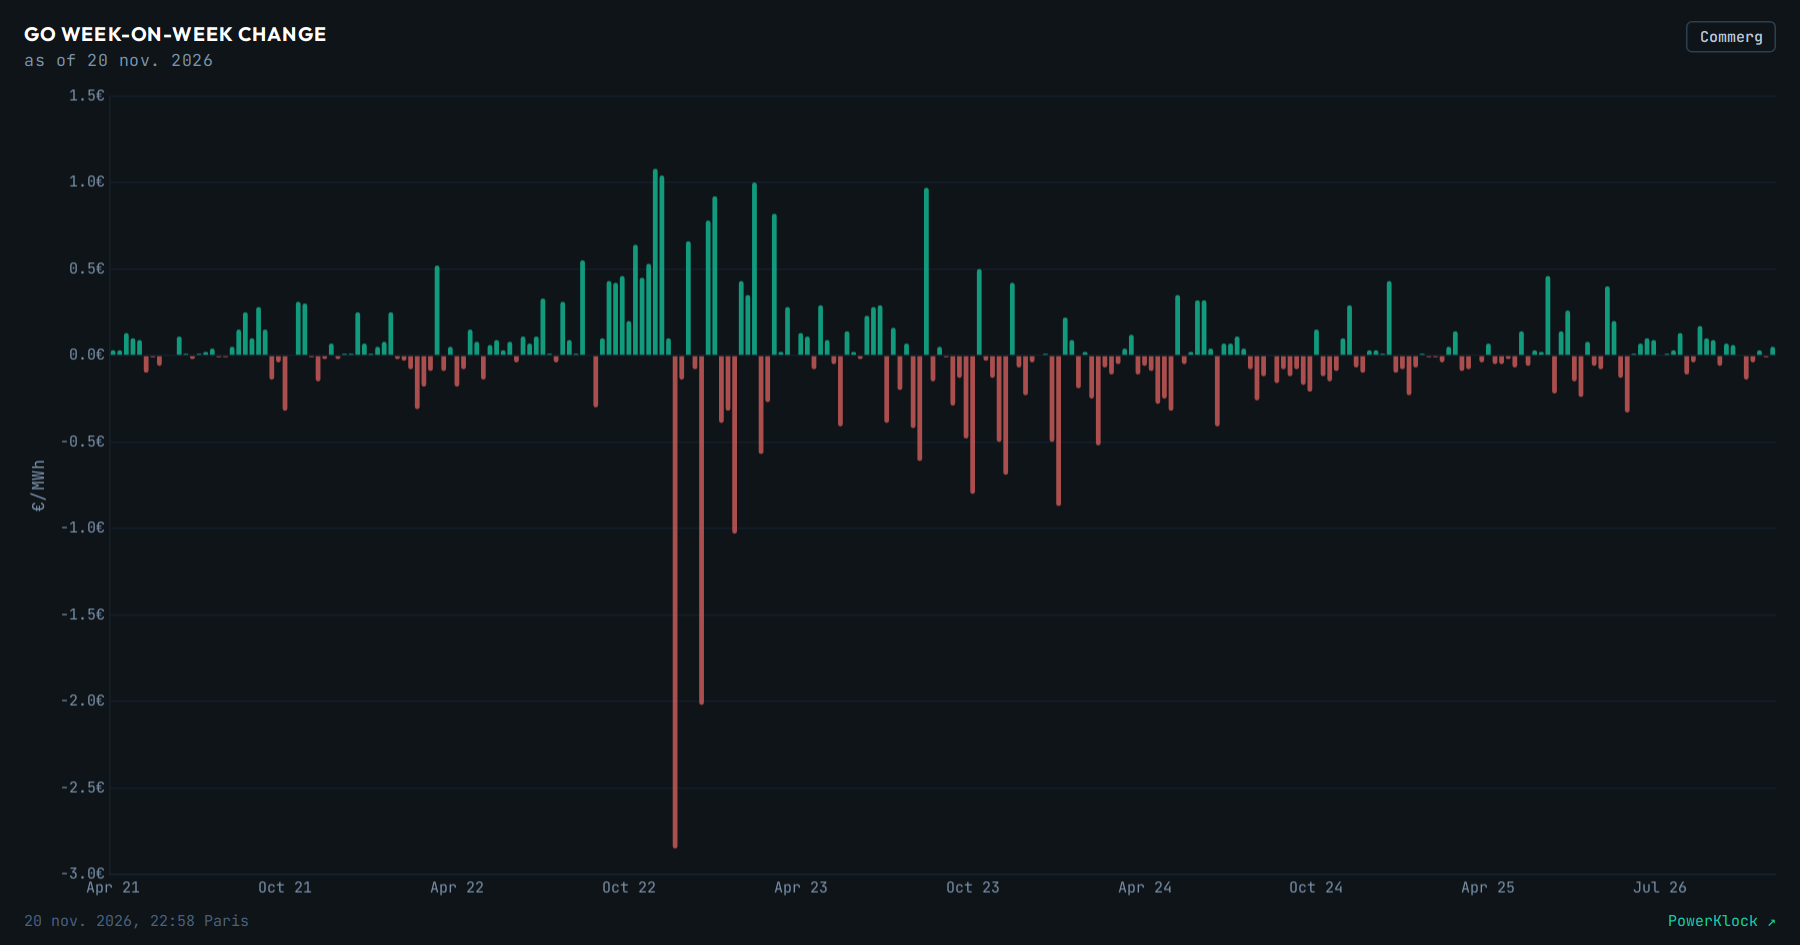 GO WEEK-ON-WEEK CHANGE
as of 20 nov. 2026
Commerg
1.5€
1.0€
0.5€
0.0€
-0.5€
-1.0€
-1.5€
-2.0€
-2.5€
-3.0€
€/MWh
Apr 21 Oct 21 Apr 22 Oct 22 Apr 23 Oct 23 Apr 24 Oct 24 Apr 25 Jul 26
20 nov. 2026, 22:58 Paris
PowerKlock ↗